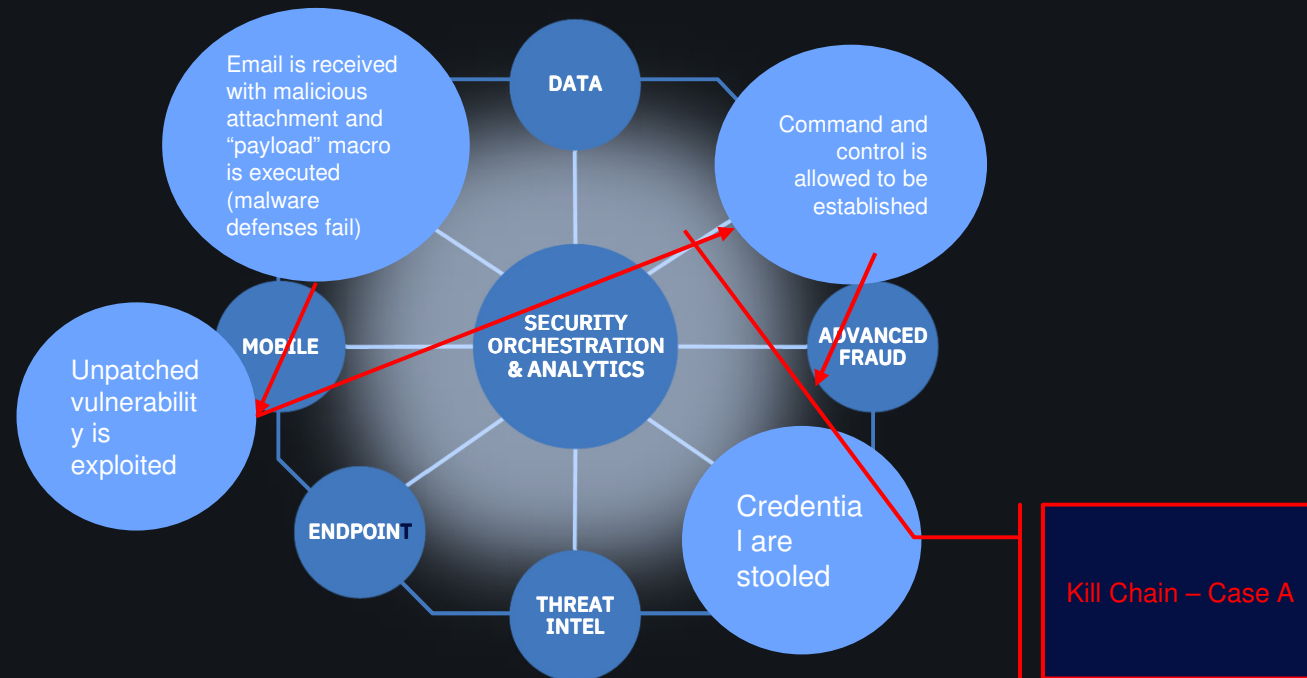 Email is received
with malicious
attachment and
“payload” macro
is executed
(malware
defenses fail)
DATA
Command and
control is
allowed to be
established
SECURITY
ORCHESTRATION
& ANALYTICS
MOBILE
ADVANCED
FRAUD
Unpatched
vulnerabilit
y is
exploited
ENDPOINT
Credentia
l are
stooled
THREAT
INTEL
Kill Chain – Case A